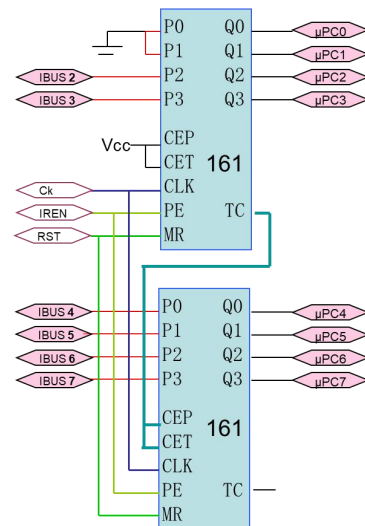 P0 Q0 μPC0
P1 Q1 μPC1
IBUS 2 P2 Q2 μPC2
IBUS 3 P3 Q3 μPC3
Vcc CEP
CET 161
Ck CLK
IREN PE TC
RST MR
IBUS 4 P0 Q0 μPC4
IBUS 5 P1 Q1 μPC5
IBUS 6 P2 Q2 μPC6
IBUS 7 P3 Q3 μPC7
CEP
CET 161
CLK
PE TC
MR